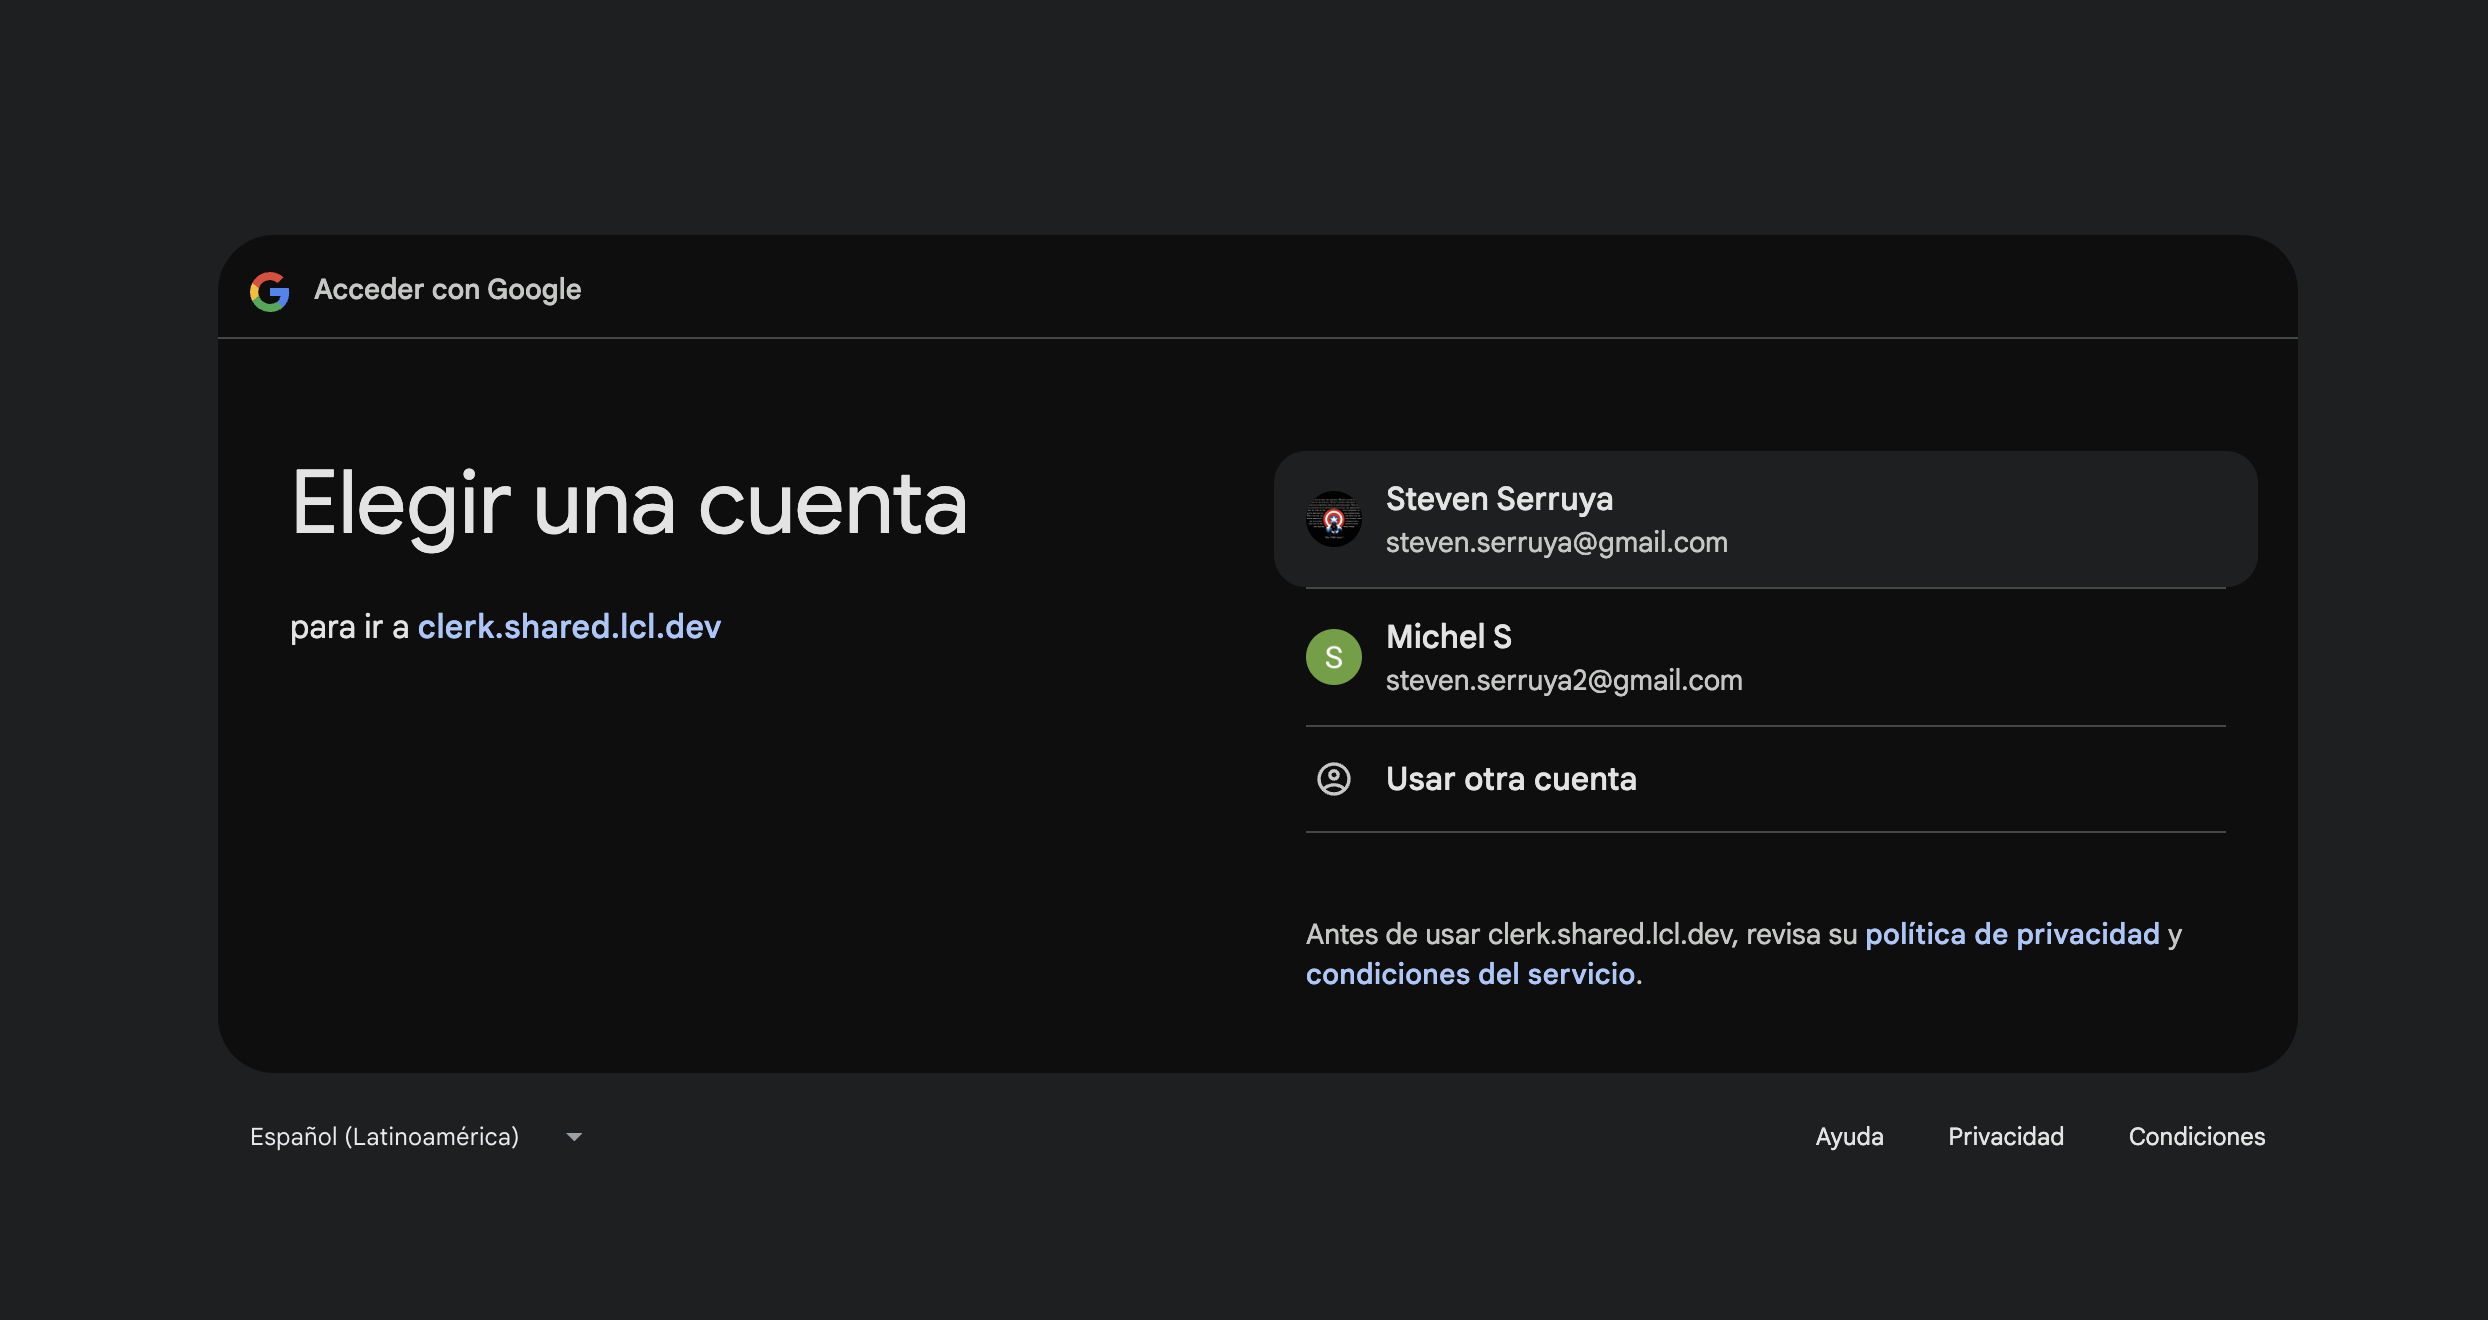 Acceder con Google
Elegir una cuenta
para ir a clerk.shared.lcl.dev
Steven Serruya
steven.serruya@gmail.com
S
Michel S
steven.serruya2@gmail.com
Usar otra cuenta
Antes de usar clerk.shared.lcl.dev, revisa su política de privacidad y
condiciones del servicio.
Español (Latinoamérica)
Ayuda
Privacidad
Condiciones